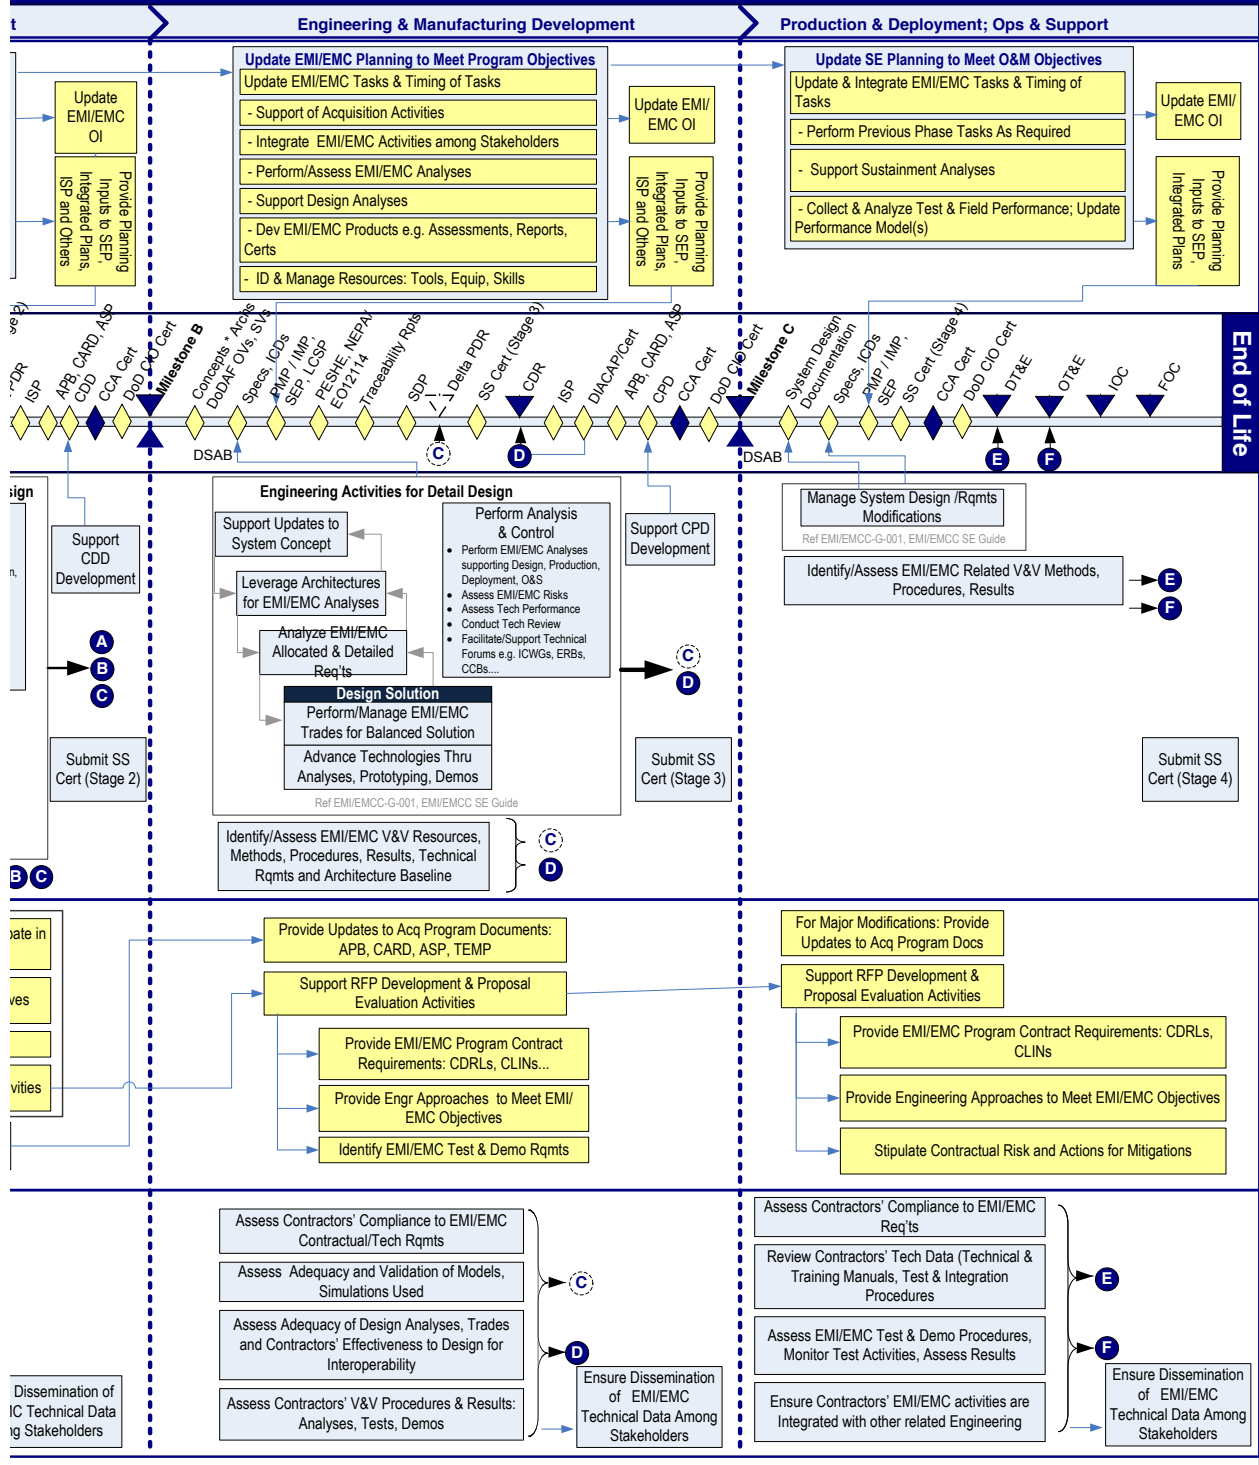 t
Engineering & Manufacturing Development
Production & Deployment; Ops & Support
Update EMI/EMC Planning to Meet Program Objectives
Update EMI/EMC Tasks & Timing of Tasks
- Support of Acquisition Activities
- Integrate EMI/EMC Activities among Stakeholders
- Perform/Assess EMI/EMC Analyses
- Support Design Analyses
- Dev EMI/EMC Products e.g. Assessments, Reports,
Certs
- ID & Manage Resources: Tools, Equip, Skills
Update SE Planning to Meet O&M Objectives
Update & Integrate EMI/EMC Tasks & Timing of
Tasks
- Perform Previous Phase Tasks As Required
- Support Sustainment Analyses
- Collect & Analyze Test & Field Performance; Update
Performance Model(s)
Update
EMI/EMC
OI
Provide Planning
Inputs to SEP,
Integrated Plans,
ISP and Others
Update EMI/
EMC OI
Provide Planning
Inputs to SEP,
Integrated Plans,
ISP and Others
Update EMI/
EMC OI
Provide Planning
Inputs to SEP,
Integrated Plans
ge 2)
PDR
ISP
APB, CARD, ASP
CDD
CCA Cert
DoD CIO Cert
Milestone B
Concepts * Archs
DoDAF OVs, SVs
Specs, ICDs
PMP / IMP,
SEP, LCSP
PESHE, NEPA/
EO12114
Traceability Rpts
SDP
Delta PDR
SS Cert (Stage 3)
CDR
ISP
DIACAP/Cert
APB, CARD, ASP
CPD
CCA Cert
DoD CIO Cert
Milestone C
System Design
Documentation
Specs, ICDs
PMP / IMP,
SEP
SS Cert (Stage 4)
CCA Cert
DoD CIO Cert
DT&E
OT&E
IOC
FOC
End of Life
DSAB
C
D
DSAB
E
F
sign
n,
Support
CDD
Development
A
B
C
Submit SS
Cert (Stage 2)
B
C
Engineering Activities for Detail Design
Support Updates to
System Concept
Leverage Architectures
for EMI/EMC Analyses
Analyze EMI/EMC
Allocated & Detailed
Req'ts
Design Solution
Perform/Manage EMI/EMC
Trades for Balanced Solution
Advance Technologies Thru
Analyses, Prototyping, Demos
Perform Analysis
& Control
• Perform EMI/EMC Analyses
supporting Design, Production,
Deployment, O&S
• Assess EMI/EMC Risks
• Assess Tech Performance
• Conduct Tech Review
• Facilitate/Support Technical
Forums e.g. ICWGs, ERBs,
CCBs....
Ref EMI/EMCC-G-001, EMI/EMCC SE Guide
Support CPD
Development
C
D
Submit SS
Cert (Stage 3)
Identify/Assess EMI/EMC V&V Resources,
Methods, Procedures, Results, Technical
Rqmts and Architecture Baseline
C
D
Manage System Design /Rqmts
Modifications
Ref EMI/EMCC-G-001, EMI/EMCC SE Guide
Identify/Assess EMI/EMC Related V&V Methods,
Procedures, Results
E
F
Submit SS
Cert (Stage 4)
pate in
ves
vities
Provide Updates to Acq Program Documents:
APB, CARD, ASP, TEMP
Support RFP Development & Proposal
Evaluation Activities
Provide EMI/EMC Program Contract
Requirements: CDRLs, CLINs...
Provide Engr Approaches to Meet EMI/
EMC Objectives
Identify EMI/EMC Test & Demo Rqmts
For Major Modifications: Provide
Updates to Acq Program Docs
Support RFP Development &
Proposal Evaluation Activities
Provide EMI/EMC Program Contract Requirements: CDRLs,
CLINs
Provide Engineering Approaches to Meet EMI/EMC Objectives
Stipulate Contractual Risk and Actions for Mitigations
Dissemination of
C Technical Data
ng Stakeholders
Assess Contractors' Compliance to EMI/EMC
Contractual/Tech Rqmts
Assess Adequacy and Validation of Models,
Simulations Used
Assess Adequacy of Design Analyses, Trades
and Contractors' Effectiveness to Design for
Interoperability
Assess Contractors' V&V Procedures & Results:
Analyses, Tests, Demos
C
D
Ensure Dissemination
of EMI/EMC
Technical Data Among
Stakeholders
Assess Contractors' Compliance to EMI/EMC
Req'ts
Review Contractors' Tech Data (Technical &
Training Manuals, Test & Integration
Procedures
Assess EMI/EMC Test & Demo Procedures,
Monitor Test Activities, Assess Results
Ensure Contractors' EMI/EMC activities are
Integrated with other related Engineering
E
F
Ensure Dissemination
of EMI/EMC
Technical Data Among
Stakeholders